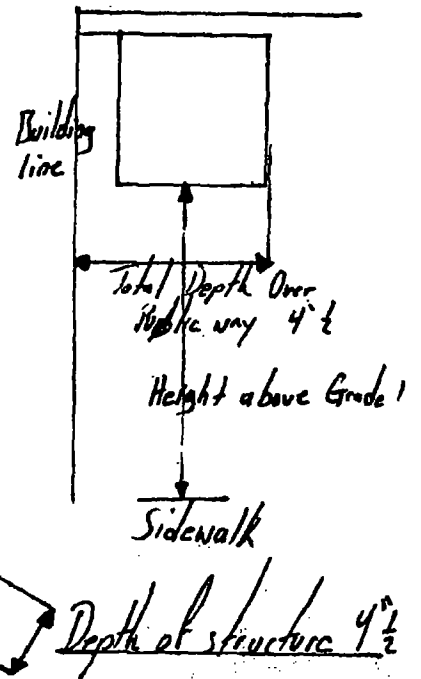 Building
line
Total Depth Over
Public way 4" ½
Height above Grade 1
Sidewalk
Depth of structure 4" ½